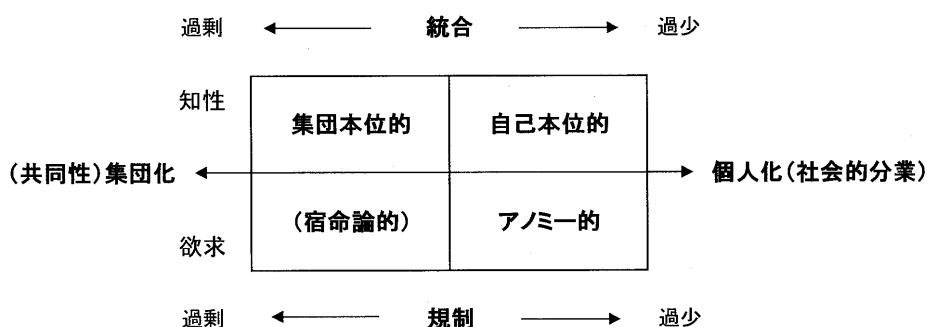 過剰 統合 過少
知性
集団本位的 自己本位的
(共同性)集団化 個人化(社会的分業)
(宿命論的) アノミー的
欲求
過剰 規制 過少